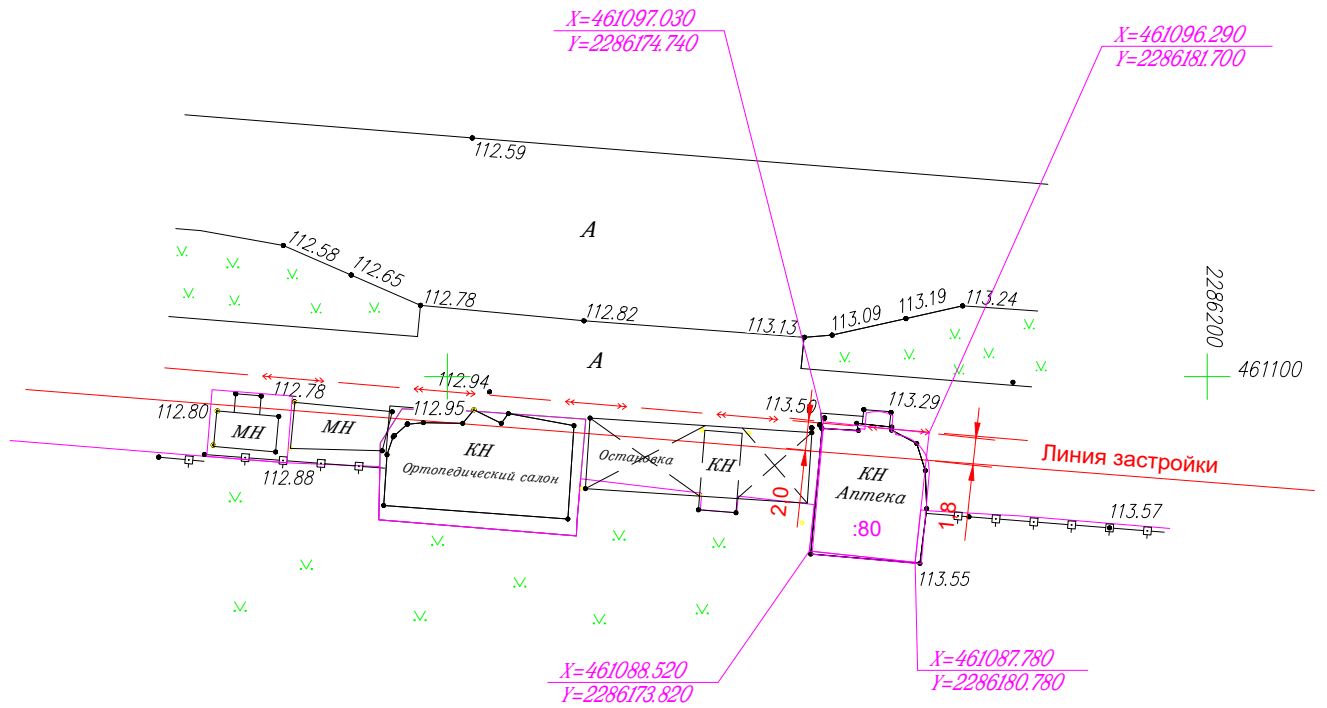 X=461097.030
Y=2286174.740
X=461096.290
Y=2286181.700
112.59
А
112.58
112.65
112.78
112.82
113.13
113.09
113.19
113.24
2286200
461100
А
112.94
112.78
112.80
112.95
113.50
113.29
МН
МН
КН
Ортопедический салон
Остановка
КН
КН
Аптека
:80
Линия застройки
112.88
2.0
1.8
113.57
113.55
X=461088.520
Y=2286173.820
X=461087.780
Y=2286180.780